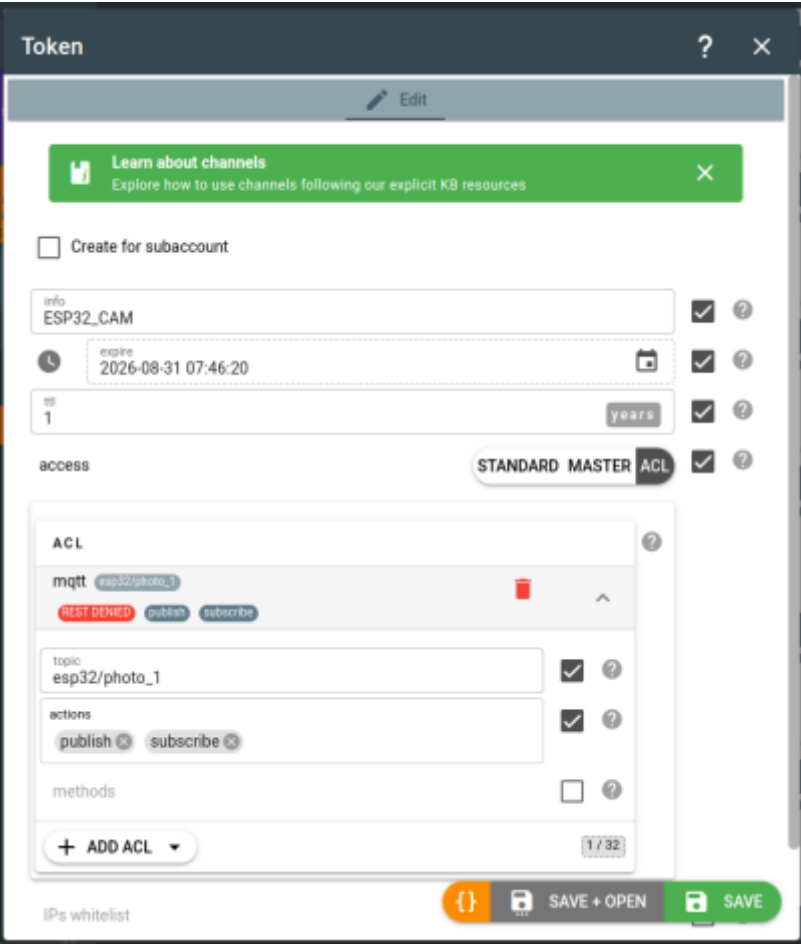 Token ?
Edit
Learn about channels
Explore how to use channels following our explicit KB resources
Create for subaccount
info
ESP32_CAM
expire
2026-08-31 07:46:20
ttl
1 years
access STANDARD MASTER ACL
ACL
mqtt esp32/photo_1
REST DENIED publish subscribe
topic
esp32/photo_1
actions
publish subscribe
methods
+ ADD ACL 1 / 32
IPs whitelist {} SAVE + OPEN SAVE